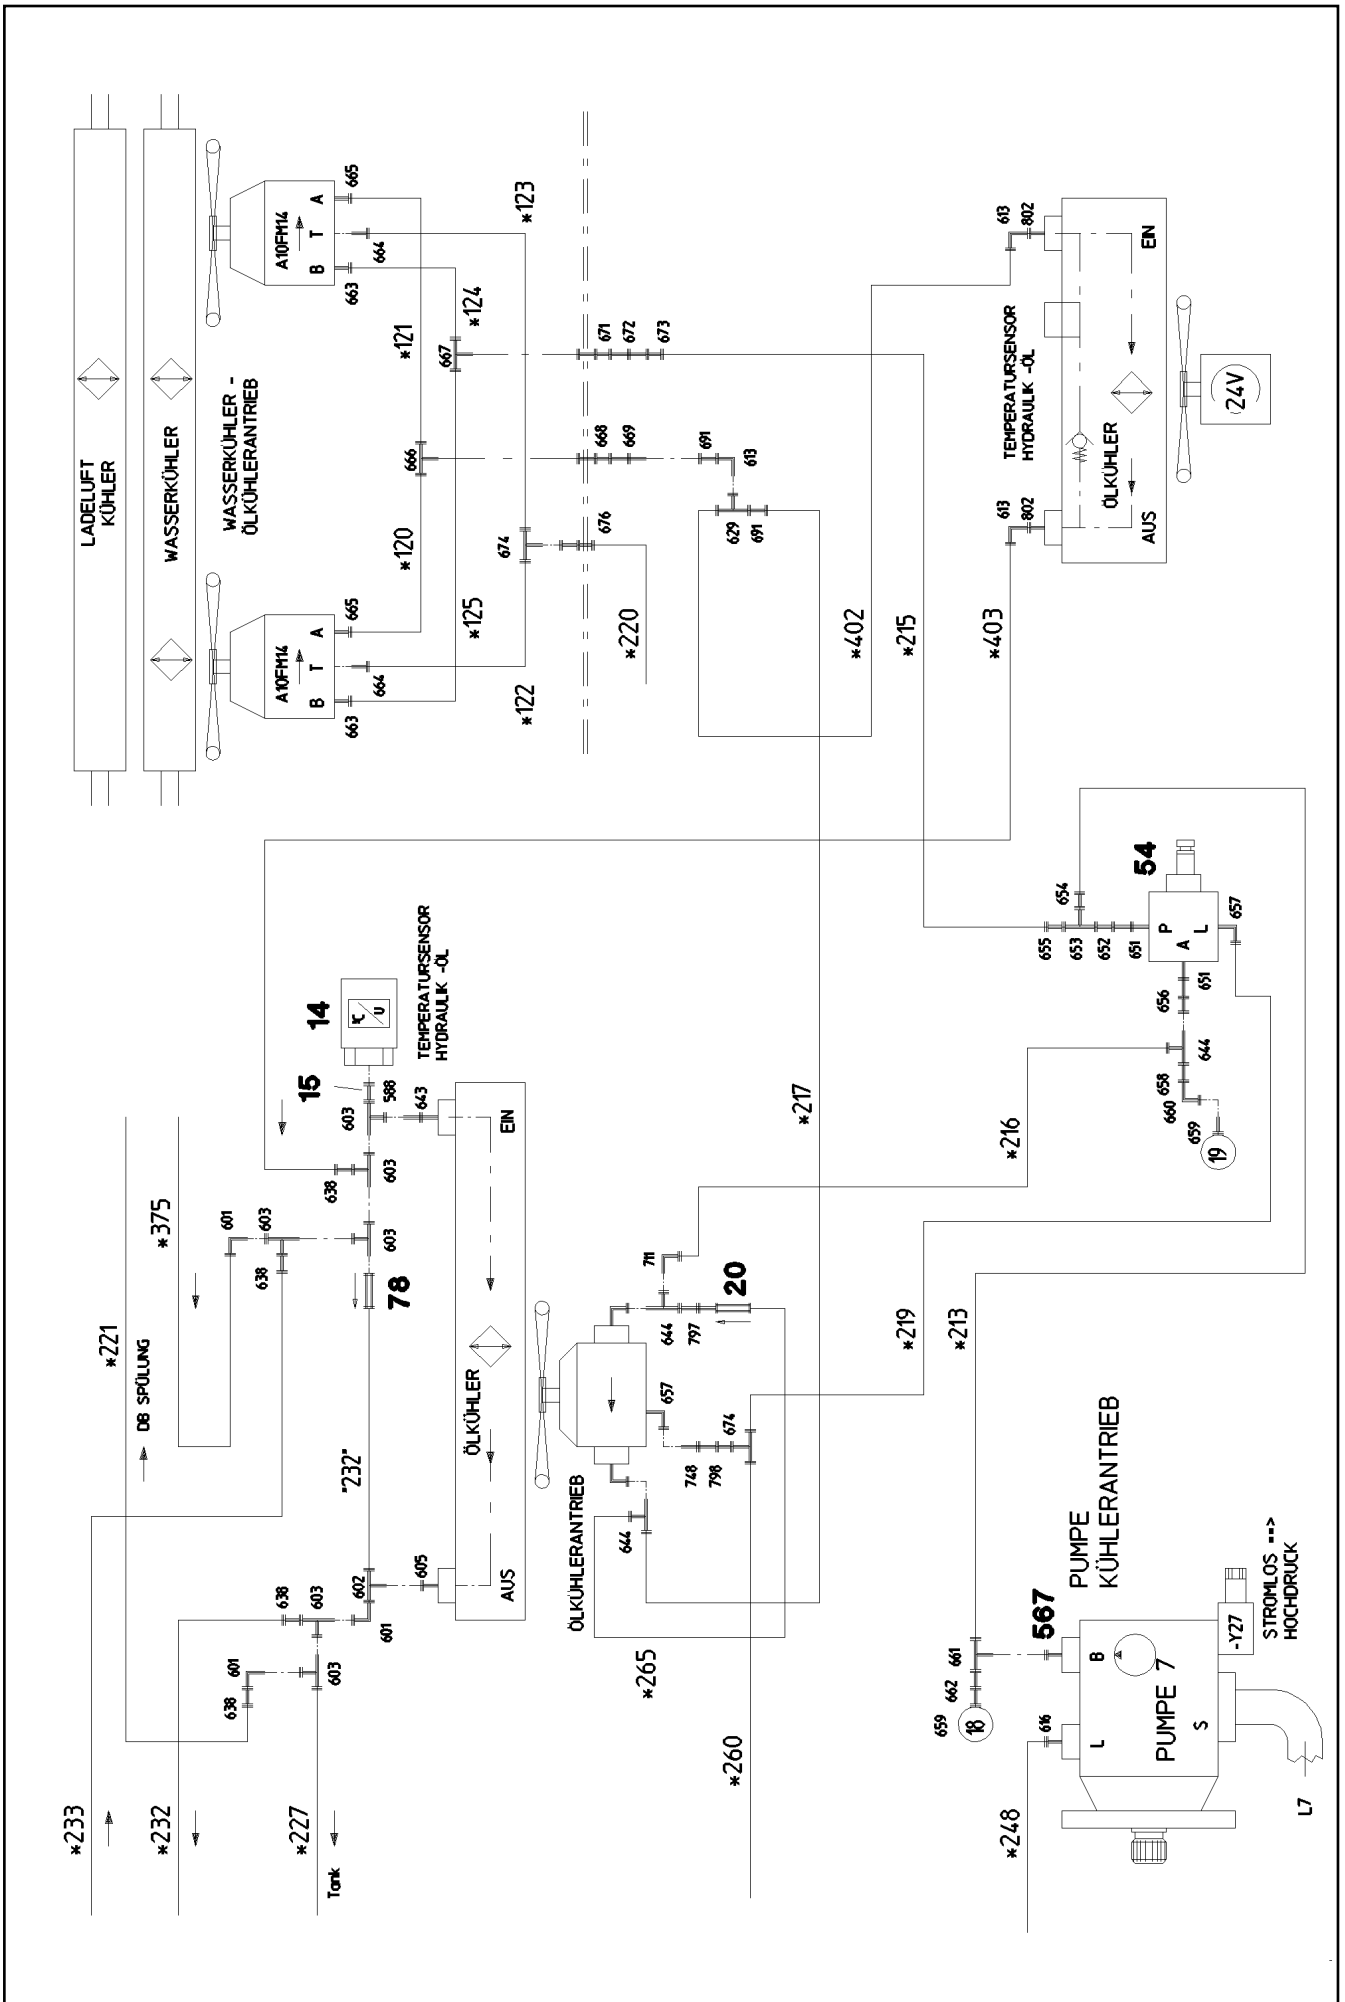 *233
*232
*227
Tank
*221
DB SPÜLUNG
*375
638
601
603
638
603
601
602
605
"232"
78
601
603
638
603
638
603
603
15
588
643
14
°C/U
TEMPERATURSENSOR
HYDRAULIK -ÖL
AUS
ÖLKÜHLER
EIN
ÖLKÜHLERANTRIEB
644
748
798
674
657
644
797
711
20
*265
*260
*217
*216
*219
*213
*248
659
18
662
661
616
567
PUMPE
KÜHLERANTRIEB
L
B
PUMPE 7
S
L7
-Y27
STROMLOS ==>
HOCHDRUCK
659
19
660
658
644
656
651
655
653
654
652
651
P
A
L
657
54
LADELUFT
KÜHLER
WASSERKÜHLER
WASSERKÜHLER -
ÖLKÜHLERANTRIEB
A10FM14
B
T
A
663
664
665
A10FM14
B
T
A
663
664
665
*122
*125
*120
*121
*124
*123
674
676
*220
666
668
669
667
671
672
673
691
613
629
691
*402
*215
*403
613
802
613
802
TEMPERATURSENSOR
HYDRAULIK -ÖL
AUS
ÖLKÜHLER
EIN
24V